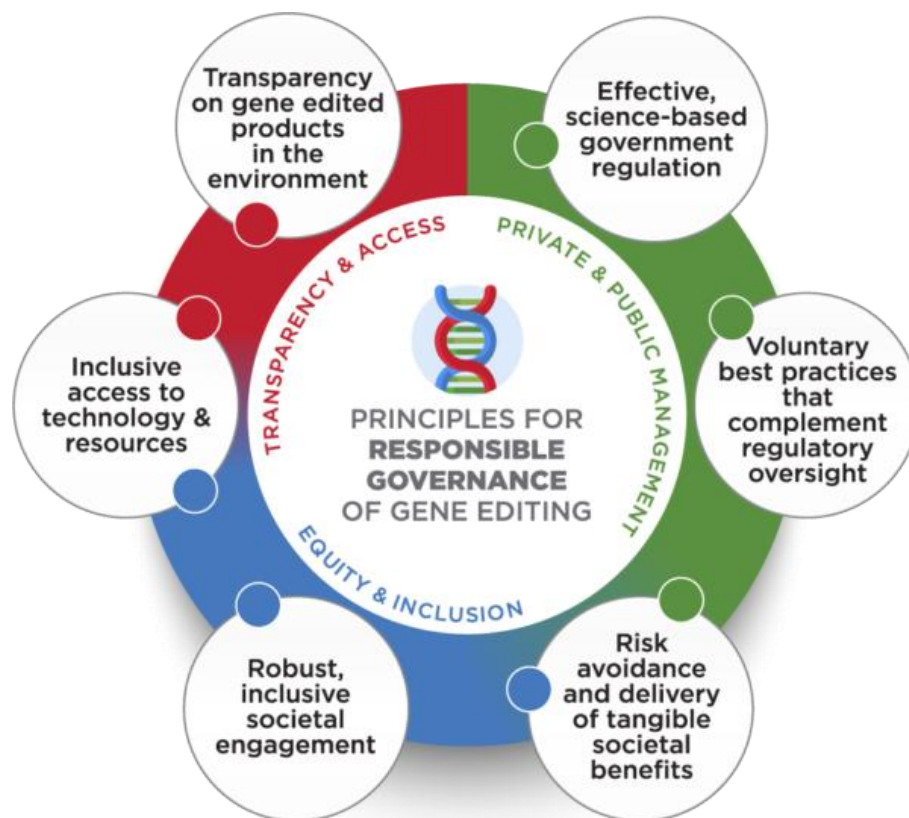 Transparency
on gene edited
products
in the
environment
Effective,
science-based
government
regulation
TRANSPARENCY & ACCESS
PRIVATE & PUBLIC MANAGEMENT
Inclusive
access to
technology &
resources
PRINCIPLES FOR
RESPONSIBLE
GOVERNANCE
OF GENE EDITING
Voluntary
best practices
that
complement
regulatory
oversight
EQUITY & INCLUSION
Robust,
inclusive
societal
engagement
Risk
avoidance
and delivery
of tangible
societal
benefits